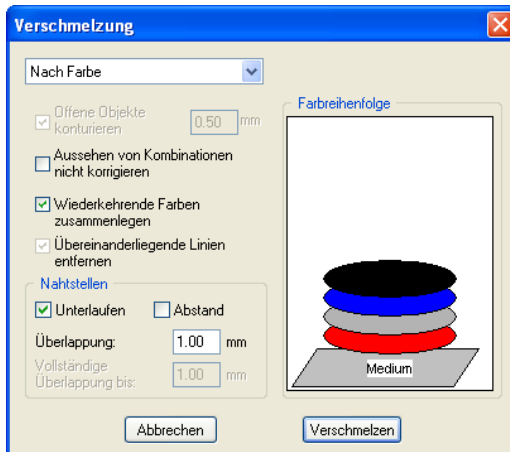 Verschmelzung
Nach Farbe
Offene Objekte
konturieren
0.50 mm
Aussehen von Kombinationen
nicht korrigieren
Wiederkehrende Farben
zusammenlegen
Übereinanderliegende Linien
entfernen
Nahtstellen
Unterlaufen Abstand
Überlappung: 1.00 mm
Vollständige
Überlappung bis: 1.00 mm
Farbreihenfolge
Medium
Abbrechen Verschmelzen